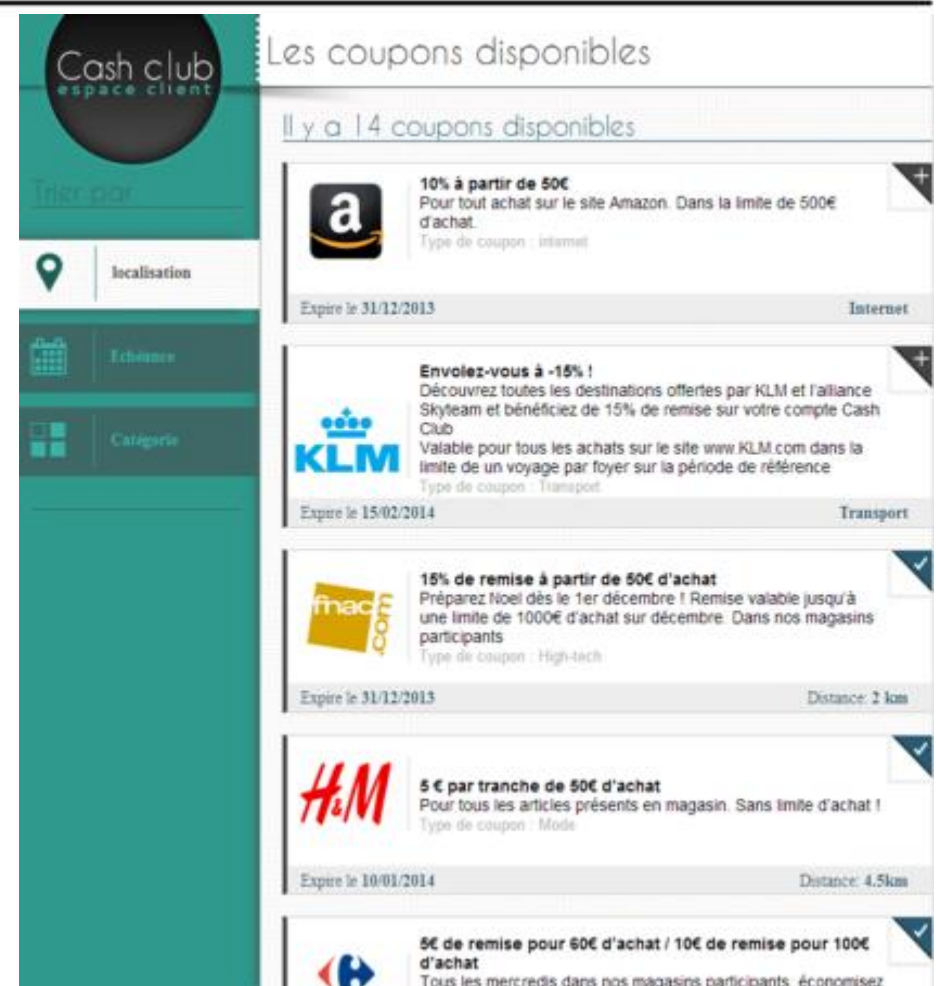 Cash club
espace client
Les coupons disponibles
Il y a 14 coupons disponibles
Trier par
localisation
Echéance
Catégorie
a
10% à partir de 50€
Pour tout achat sur le site Amazon. Dans la limite de 500€
d'achat.
Type de coupon : internet
Expire le 31/12/2013
Internet
KLM
Envolez-vous à -15% !
Découvrez toutes les destinations offertes par KLM et l'alliance
Skyteam et bénéficiez de 15% de remise sur votre compte Cash
Club
Valable pour tous les achats sur le site www.KLM.com dans la
limite de un voyage par foyer sur la période de référence
Type de coupon : Transport
Expire le 15/02/2014
Transport
fnac
.com
15% de remise à partir de 50€ d'achat
Préparez Noel dès le 1er décembre ! Remise valable jusqu'à
une limite de 1000€ d'achat sur décembre. Dans nos magasins
participants
Type de coupon : High-tech
Expire le 31/12/2013
Distance: 2 km
H&M
5 € par tranche de 50€ d'achat
Pour tous les articles présents en magasin. Sans limite d'achat !
Type de coupon : Mode
Expire le 10/01/2014
Distance: 4.5km
5€ de remise pour 60€ d'achat / 10€ de remise pour 100€
d'achat
Tous les mercredis dans nos magasins participants, économisez